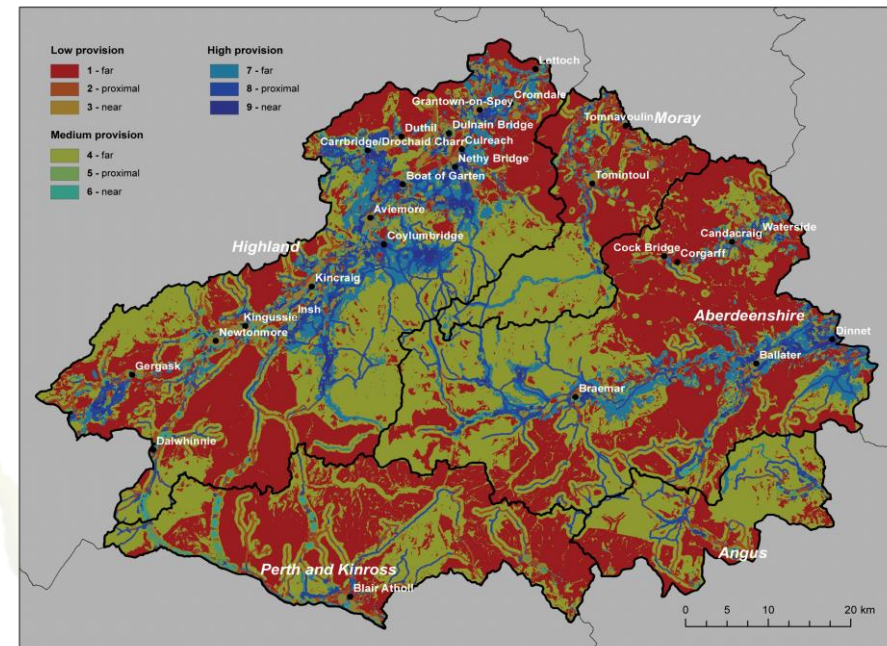 Low provision
1 - far
2 - proximal
3 - near
Medium provision
4 - far
5 - proximal
6 - near
High provision
7 - far
8 - proximal
9 - near
Lettoch
Cromdale
Grantown-on-Spey
Tomnavoulin
Moray
Duthil
Dulnain Bridge
Carrbridge/Drochaid Charr
Culreach
Nethy Bridge
Boat of Garten
Tomintoul
Aviemore
Waterside
Candacraig
Highland
Coylumbridge
Cock Bridge
Corgarff
Kincraig
Insh
Aberdeenshire
Kingussie
Newtonmore
Dinnet
Ballater
Gergask
Braemar
Dalwhinnie
Angus
Perth and Kinross
Blair Atholl
0 5 10 20 km